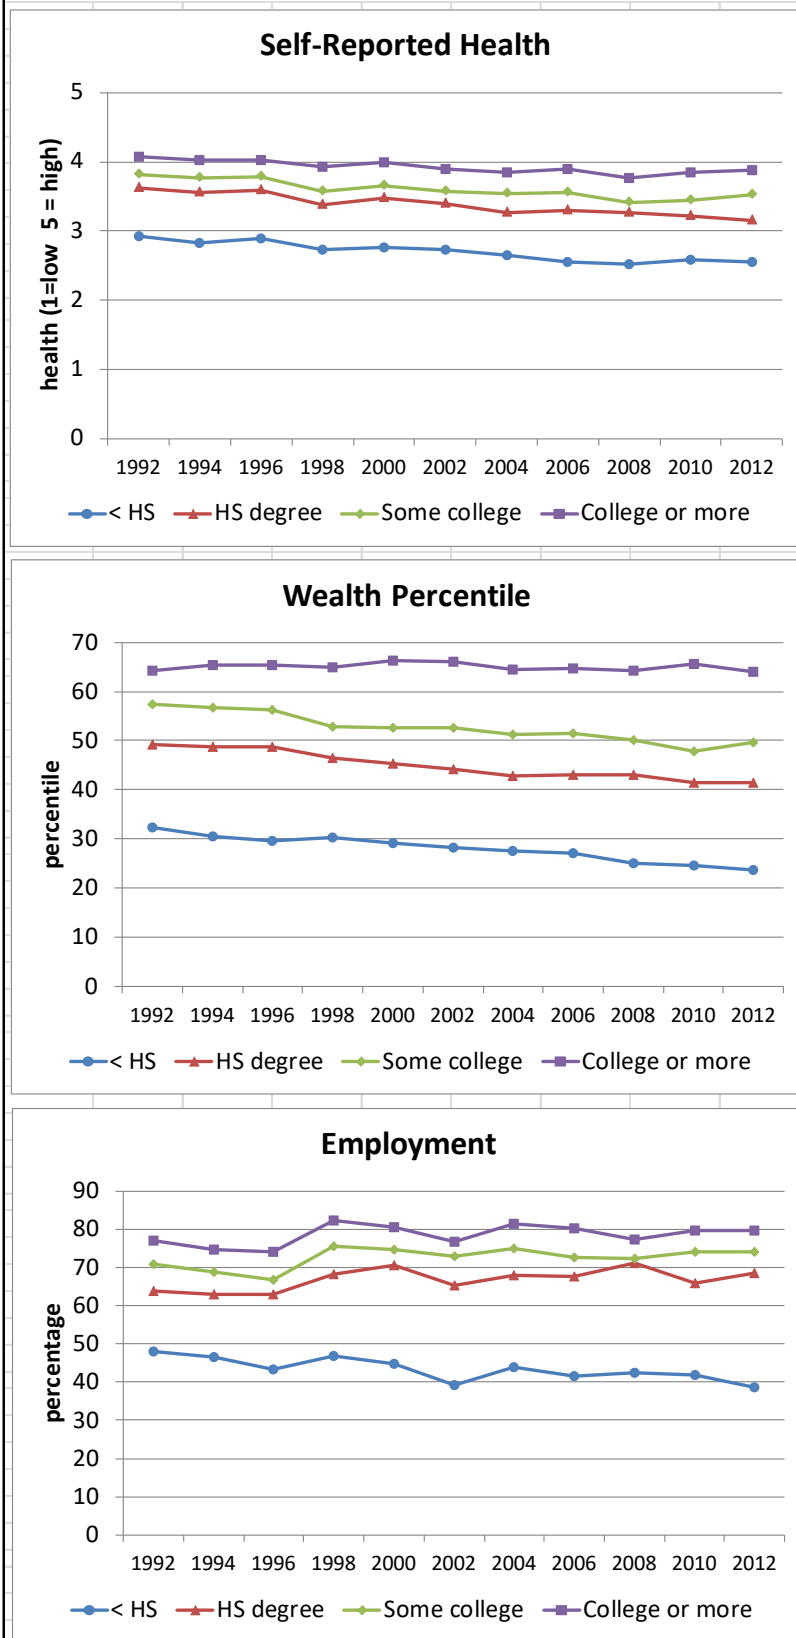 Self-Reported Health
health (1=low  5 = high)
5
4
3
2
1
0
1992 1994 1996 1998 2000 2002 2004 2006 2008 2010 2012
< HS HS degree Some college College or more
Wealth Percentile
percentile
70
60
50
40
30
20
10
0
1992 1994 1996 1998 2000 2002 2004 2006 2008 2010 2012
< HS HS degree Some college College or more
Employment
percentage
90
80
70
60
50
40
30
20
10
0
1992 1994 1996 1998 2000 2002 2004 2006 2008 2010 2012
< HS HS degree Some college College or more